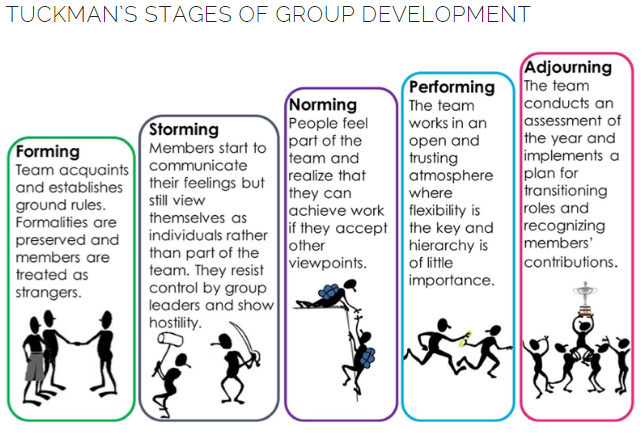 TUCKMAN'S STAGES OF GROUP DEVELOPMENT
Forming
Team acquaints
and establishes
ground rules.
Formalities are
preserved and
members are
treated as
strangers.
Storming
Members start to
communicate
their feelings but
still view
themselves as
individuals rather
than part of the
team. They resist
control by group
leaders and show
hostility.
Norming
People feel
part of the
team and
realize that
they can
achieve work
if they accept
other
viewpoints.
Performing
The team
works in an
open and
trusting
atmosphere
where
flexibility is
the key and
hierarchy is
of little
importance.
Adjourning
The team
conducts an
assessment of
the year and
implements a
plan for
transitioning
roles and
recognizing
members'
contributions.